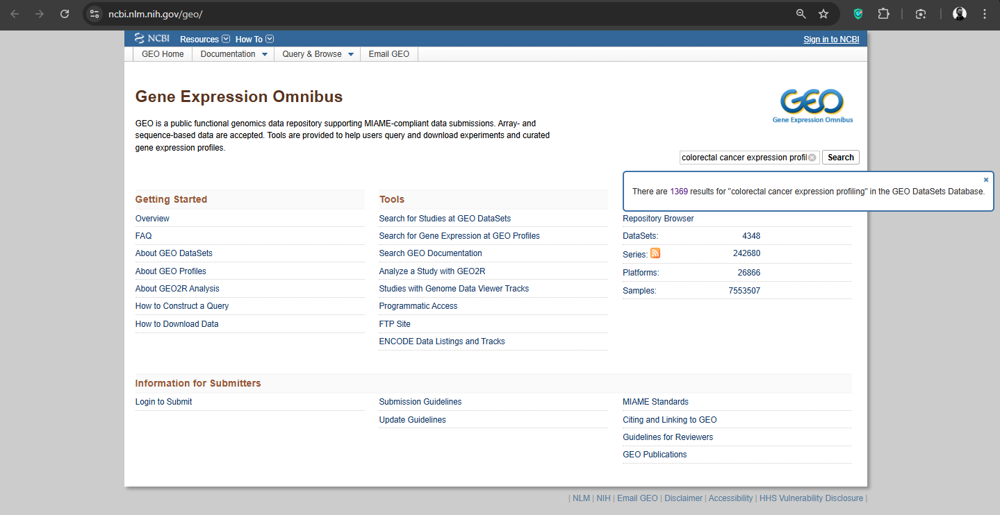 ncbi.nlm.nih.gov/geo/
NCBI Resources How To Sign in to NCBI
GEO Home Documentation Query & Browse Email GEO
Gene Expression Omnibus
GEO
Gene Expression Omnibus
GEO is a public functional genomics data repository supporting MIAME-compliant data submissions. Array- and
sequence-based data are accepted. Tools are provided to help users query and download experiments and curated
gene expression profiles.
colorectal cancer expression profil Search
There are 1369 results for "colorectal cancer expression profiling" in the GEO DataSets Database.
Getting Started
Overview
FAQ
About GEO DataSets
About GEO Profiles
About GEO2R Analysis
How to Construct a Query
How to Download Data
Tools
Search for Studies at GEO DataSets
Search for Gene Expression at GEO Profiles
Search GEO Documentation
Analyze a Study with GEO2R
Studies with Genome Data Viewer Tracks
Programmatic Access
FTP Site
ENCODE Data Listings and Tracks
Repository Browser
DataSets: 4348
Series: 242680
Platforms: 26866
Samples: 7553507
Information for Submitters
Login to Submit
Submission Guidelines
Update Guidelines
MIAME Standards
Citing and Linking to GEO
Guidelines for Reviewers
GEO Publications
| NLM | NIH | Email GEO | Disclaimer | Accessibility | HHS Vulnerability Disclosure |